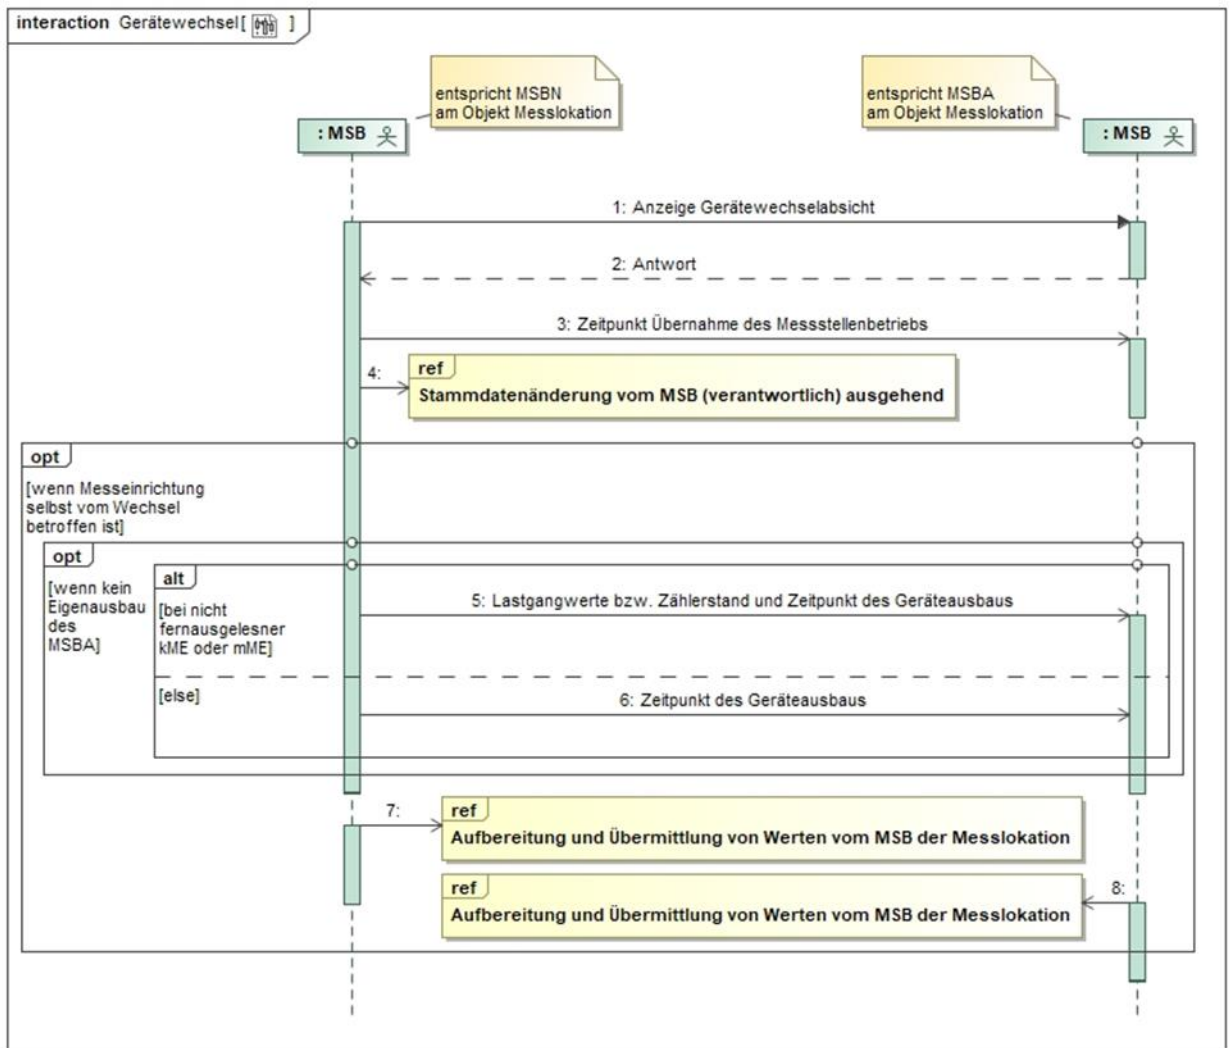 interaction Gerätewechsel[ ]
entspricht MSBN
am Objekt Messlokation
entspricht MSBA
am Objekt Messlokation
: MSB
: MSB
1: Anzeige Gerätewechselabsicht
2: Antwort
3: Zeitpunkt Übernahme des Messstellenbetriebs
4:
ref
Stammdatenänderung vom MSB (verantwortlich) ausgehend
opt
[wenn Messeinrichtung
selbst vom Wechsel
betroffen ist]
opt
[wenn kein
Eigenausbau
des
MSBA]
alt
[bei nicht
fernausgelesner
kME oder mME]
5: Lastgangwerte bzw. Zählerstand und Zeitpunkt des Geräteausbaus
[else]
6: Zeitpunkt des Geräteausbaus
7:
ref
Aufbereitung und Übermittlung von Werten vom MSB der Messlokation
ref
Aufbereitung und Übermittlung von Werten vom MSB der Messlokation
8: